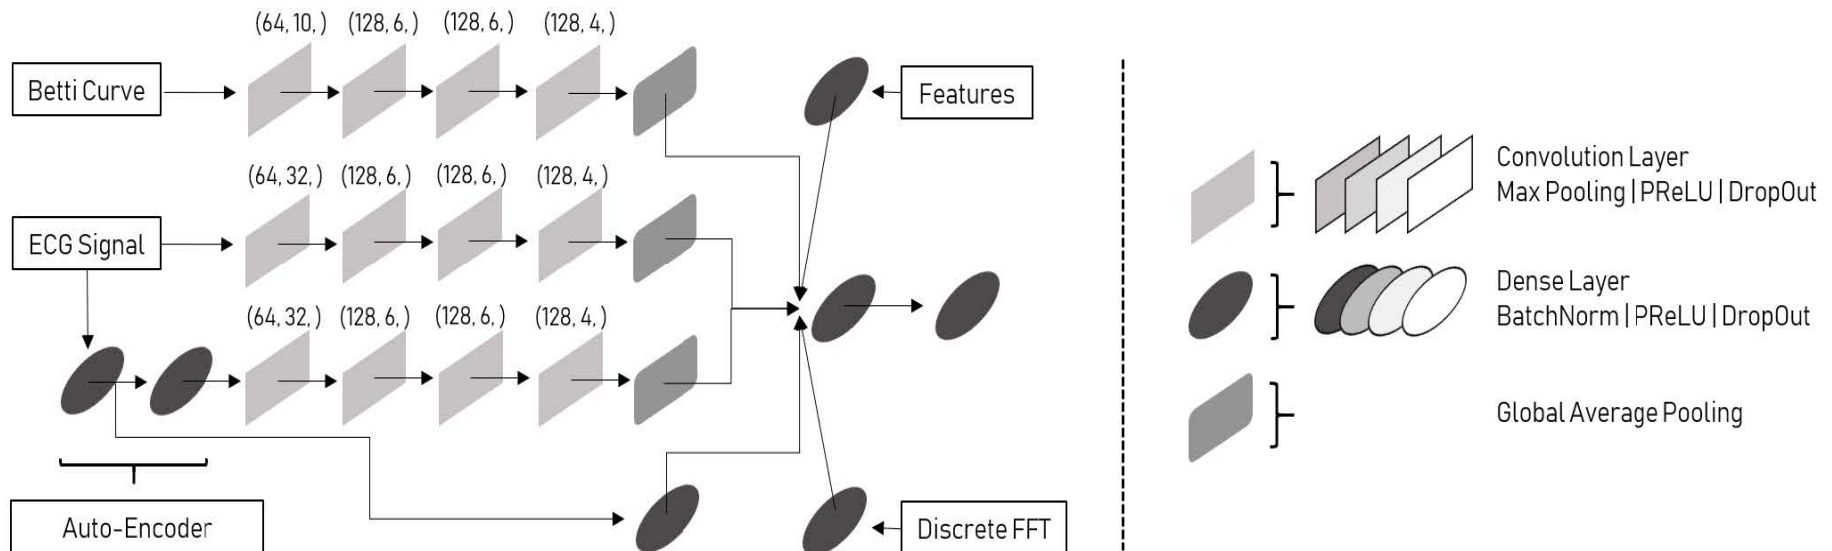 (64, 10, ) (128, 6, ) (128, 6, ) (128, 4, )
Betti Curve
Features
(64, 32, ) (128, 6, ) (128, 6, ) (128, 4, )
ECG Signal
(64, 32, ) (128, 6, ) (128, 6, ) (128, 4, )
Auto-Encoder
Discrete FFT
Convolution Layer
Max Pooling | PReLU | DropOut
Dense Layer
BatchNorm | PReLU | DropOut
Global Average Pooling